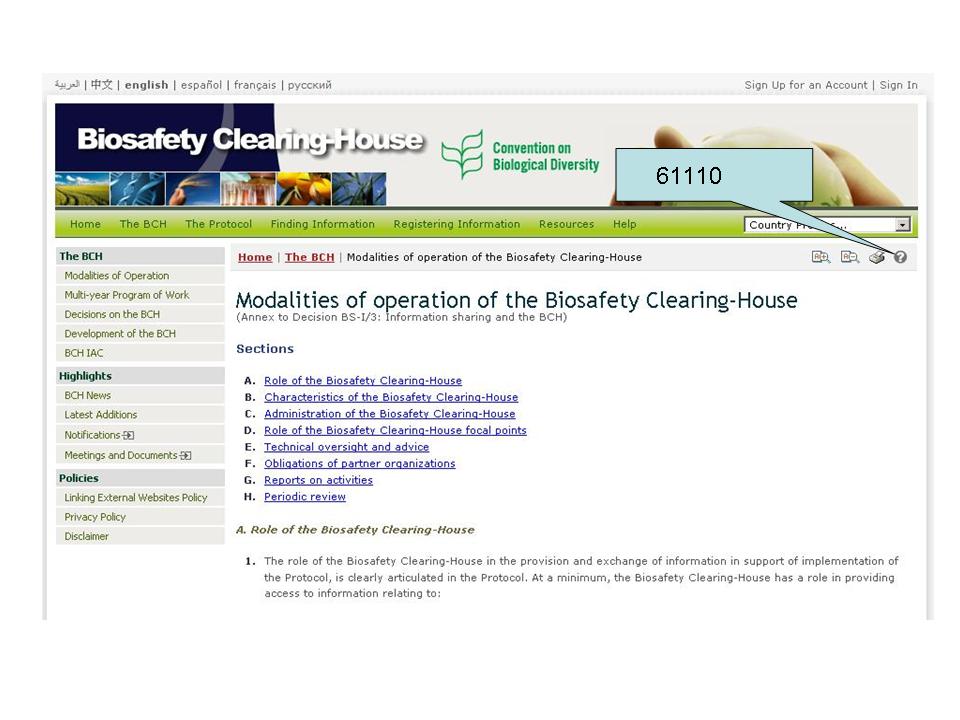 العربية | 中文 | english | español | français | русский
Sign Up for an Account | Sign In
Biosafety Clearing-House
Convention on
Biological Diversity
61110
Home The BCH The Protocol Finding Information Registering Information Resources Help
Country
The BCH
Modalities of Operation
Multi-year Program of Work
Decisions on the BCH
Development of the BCH
BCH IAC
Highlights
BCH News
Latest Additions
Notifications
Meetings and Documents
Policies
Linking External Websites Policy
Privacy Policy
Disclaimer
Home | The BCH | Modalities of operation of the Biosafety Clearing-House
Modalities of operation of the Biosafety Clearing-House
(Annex to Decision BS-I/3: Information sharing and the BCH)
Sections
A. Role of the Biosafety Clearing-House
B. Characteristics of the Biosafety Clearing-House
C. Administration of the Biosafety Clearing-House
D. Role of the Biosafety Clearing-House focal points
E. Technical oversight and advice
F. Obligations of partner organizations
G. Reports on activities
H. Periodic review
A. Role of the Biosafety Clearing-House
1. The role of the Biosafety Clearing-House in the provision and exchange of information in support of implementation of
the Protocol, is clearly articulated in the Protocol. At a minimum, the Biosafety Clearing-House has a role in providing
access to information relating to: